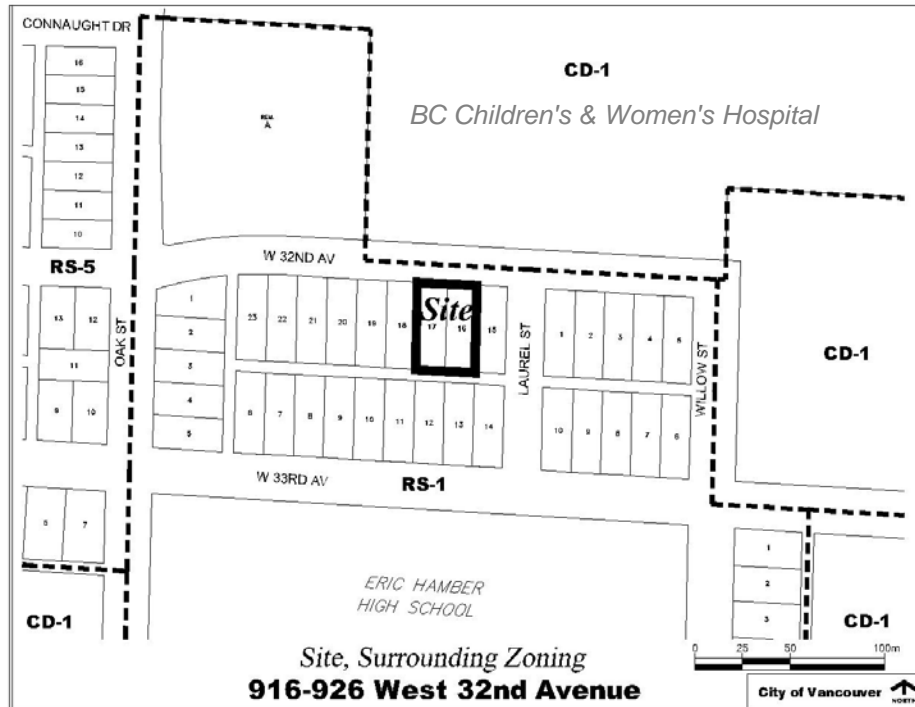 CONNAUGHT DR
CD-1
BC Children's & Women's Hospital
16
15
14
13
12
11
10
REM.
A
W 32ND AV
RS-5
13
12
11
9
10
OAK ST
1
2
3
4
5
23
22
21
20
19
18
17
16
15
Site
LAUREL ST
1
2
3
4
5
WILLOW ST
CD-1
6
7
8
9
10
11
12
13
14
10
9
8
7
6
W 33RD AV
RS-1
7
ERIC HAMBER
HIGH SCHOOL
1
2
3
CD-1
CD-1
Site, Surrounding Zoning
916-926 West 32nd Avenue
0
25
50
100m
City of Vancouver
NORTH